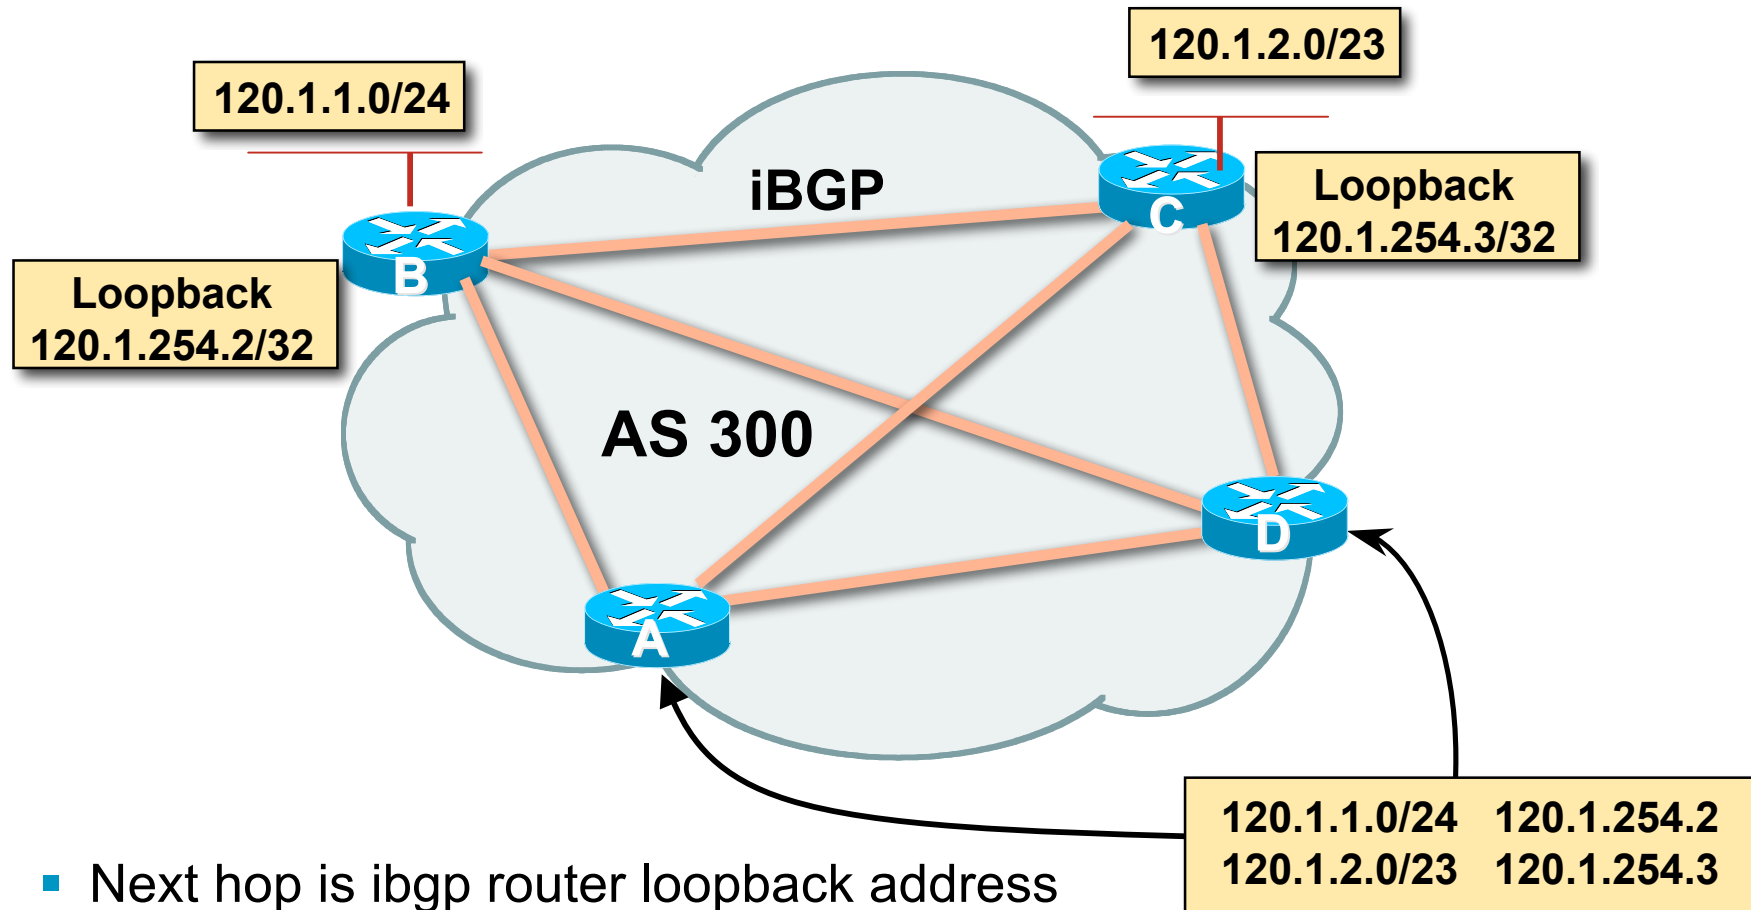 120.1.2.0/23
120.1.1.0/24
iBGP
C
Loopback
120.1.254.3/32
B
Loopback
120.1.254.2/32
AS 300
D
A
120.1.1.0/24 120.1.254.2
120.1.2.0/23 120.1.254.3
▪ Next hop is ibgp router loopback address